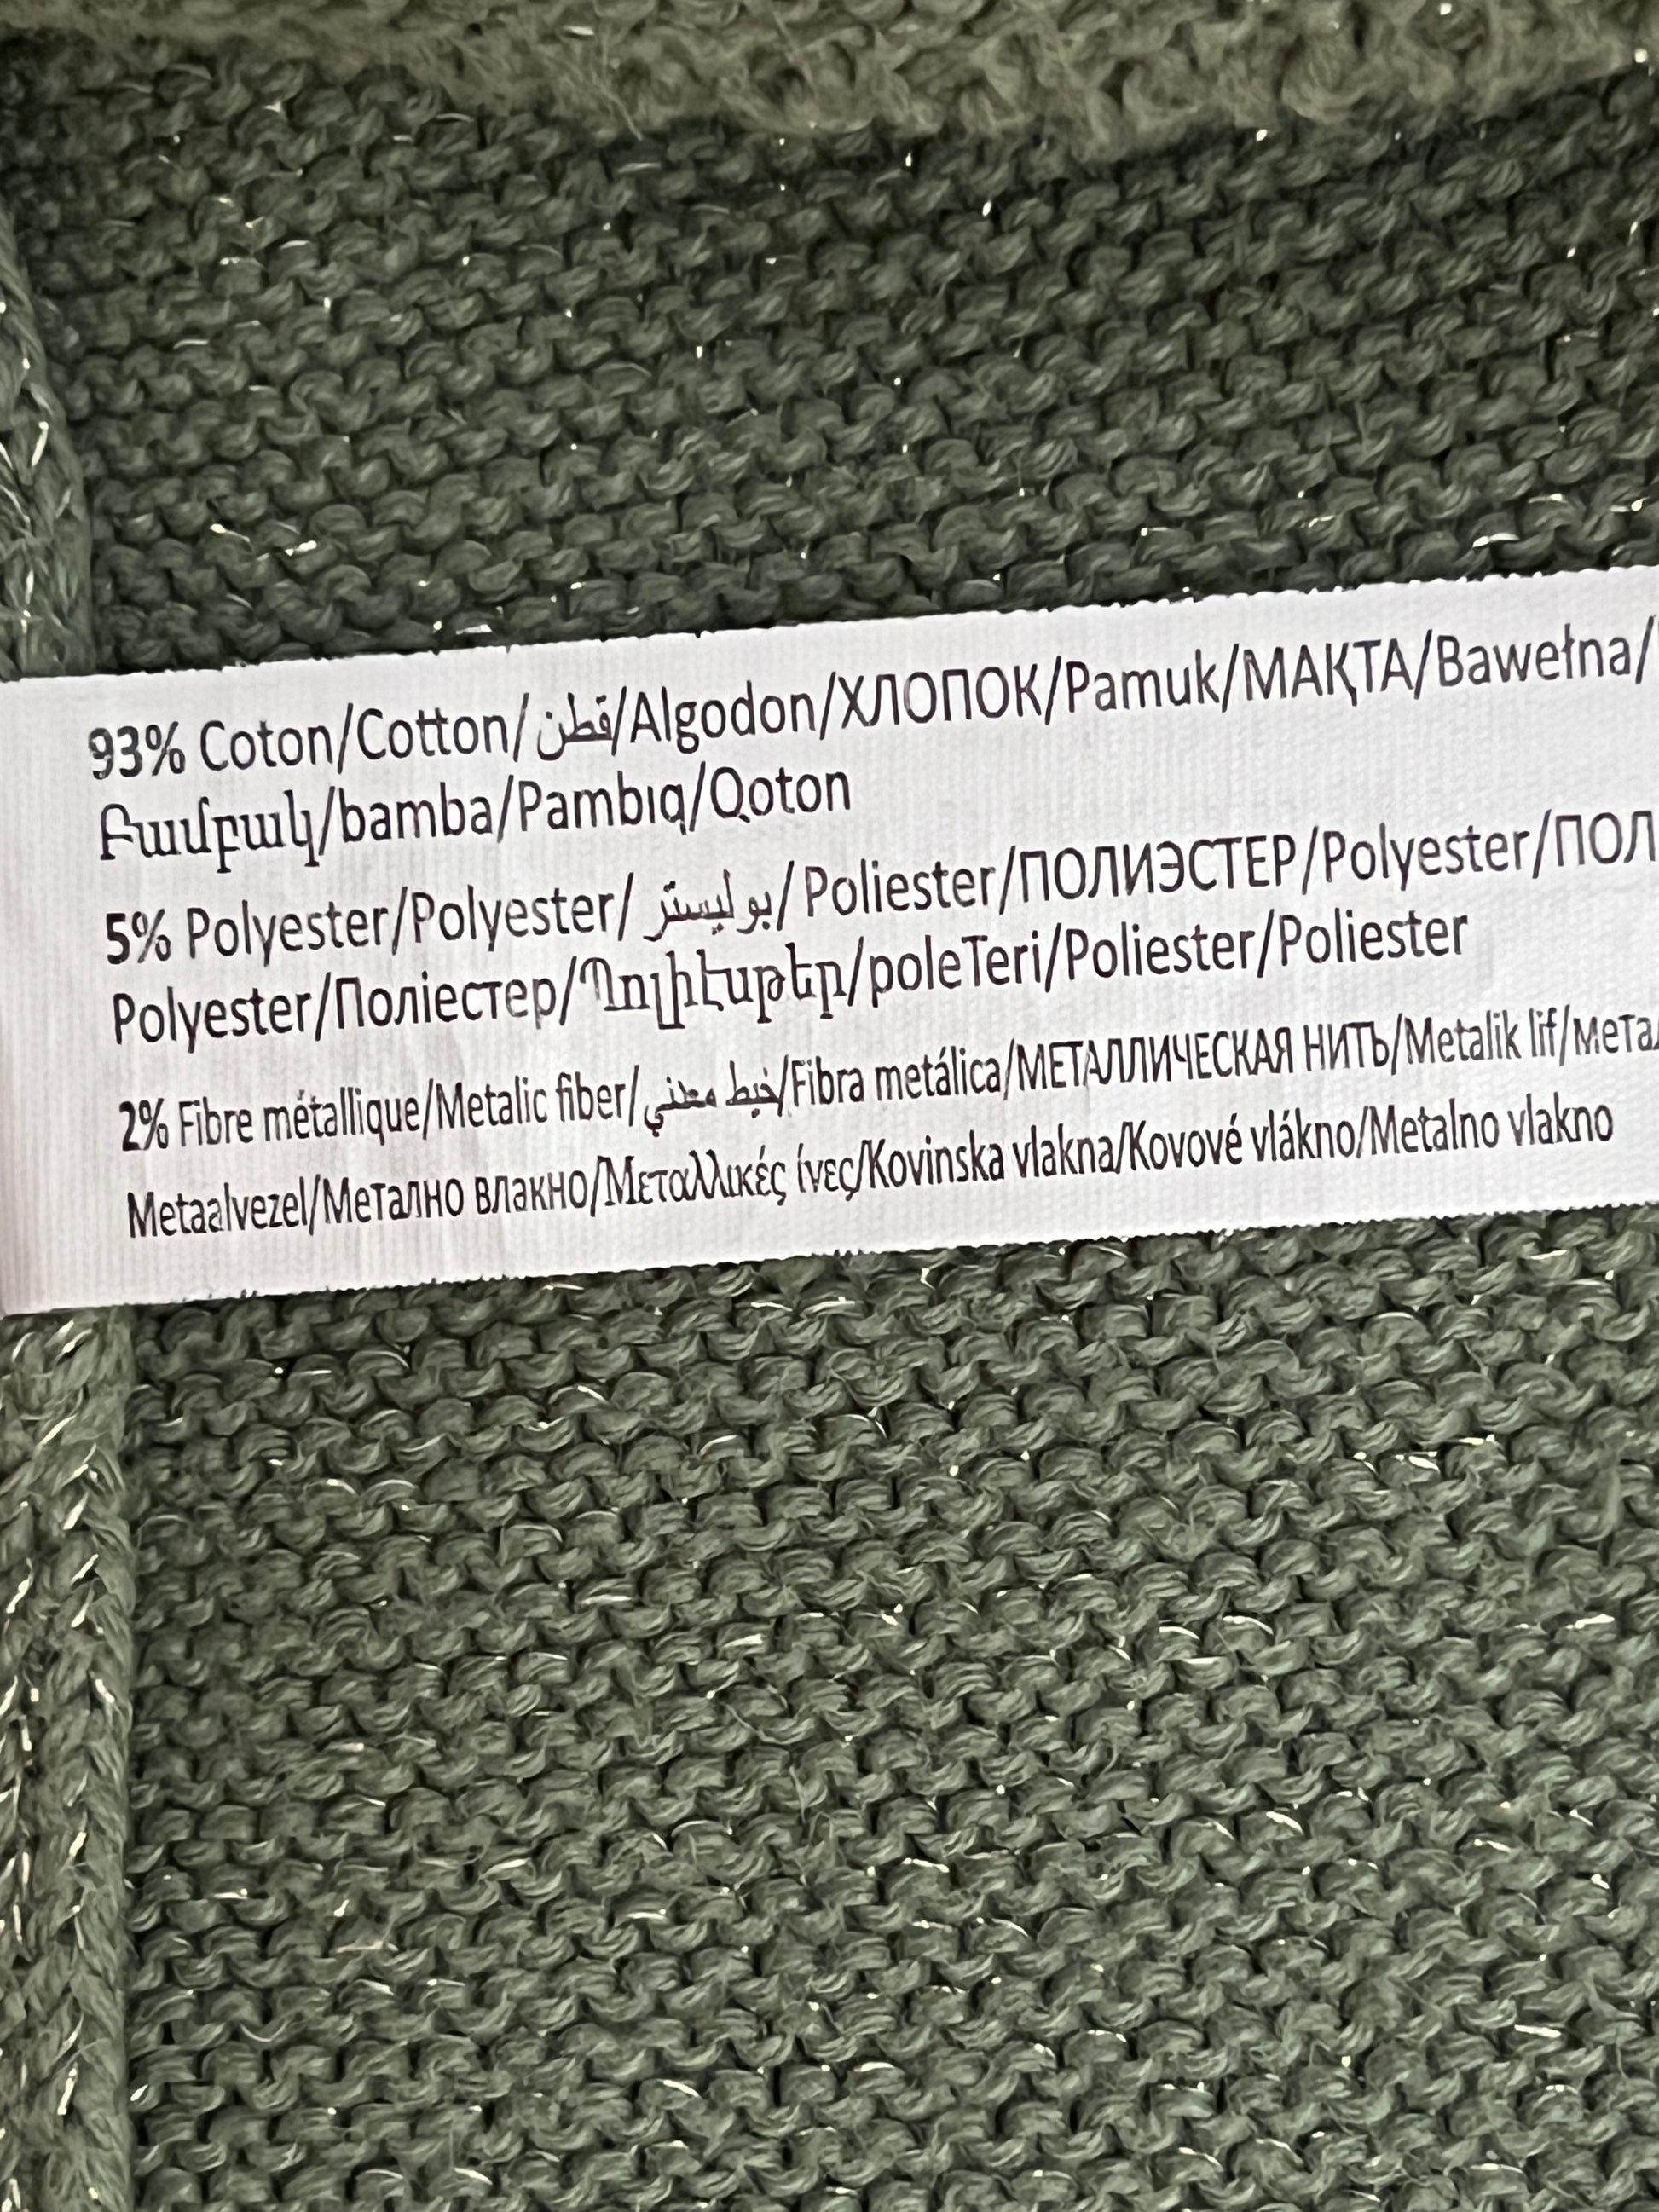 93% Coton/Cotton/قطن/Algodon/ХЛОПОК/Pamuk/МАҚТА/Bawełna/
Բամբակ/bamba/Pambıq/Qoton
5% Polyester/Polyester/بوليستر/Poliester/ПОЛИЭСТЕР/Polyester/ПОЛ
Polyester/Поліестер/Պոլիէսթեր/poleTeri/Poliester/Poliester
2% Fibre métallique/Metalic fiber/خيط معدني/Fibra metálica/МЕТАЛЛИЧЕСКАЯ НИТЬ/Metalik lif/мета
Metaalvezel/Метално влакно/Μεταλλικές ίνες/Kovinska vlakna/Kovové vlákno/Metalno vlakno